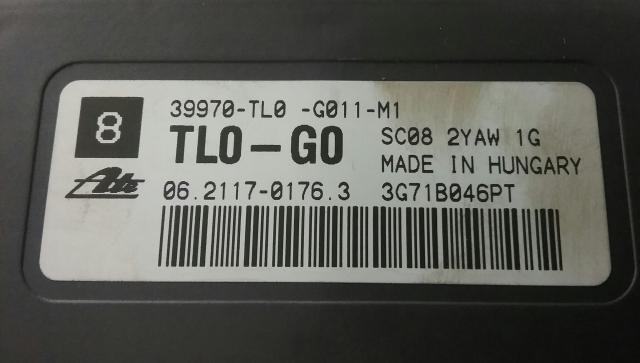 8
39970-TL0 -G011-M1
TL0-G0
SC08 2YAW 1G
MADE IN HUNGARY
Ate
06.2117-0176.3
3G71B046PT